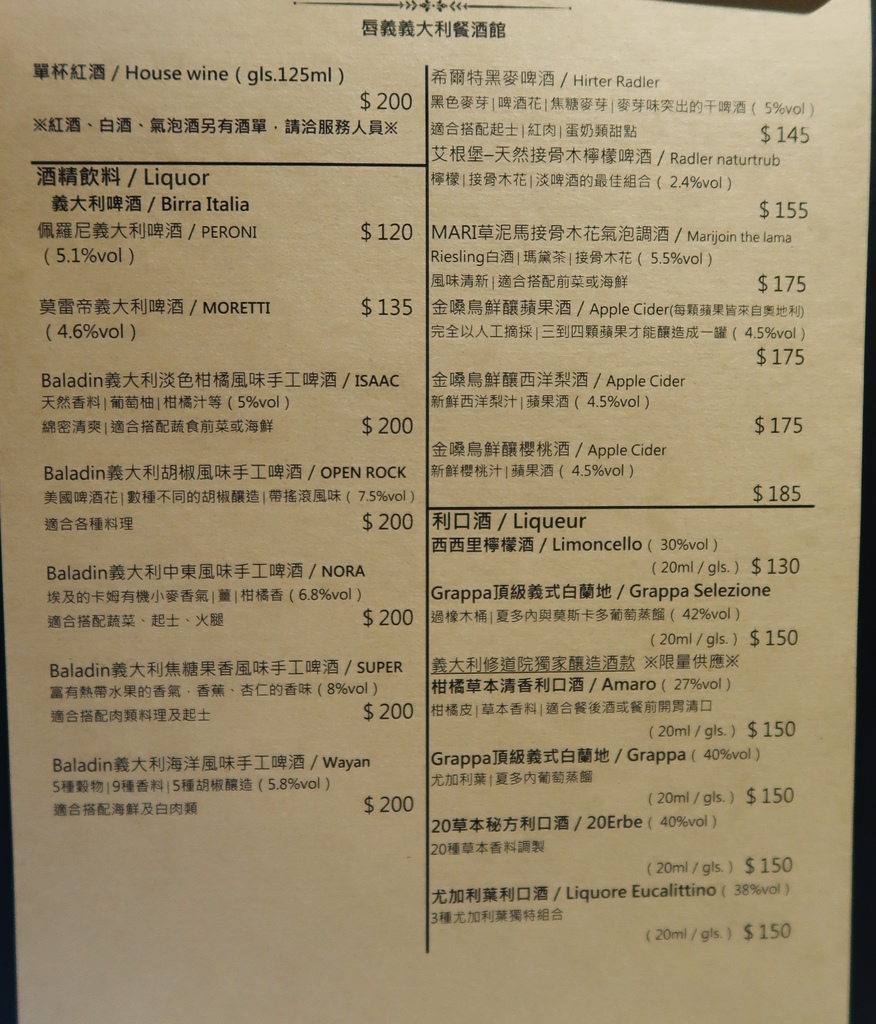 唇義義大利餐酒館
單杯紅酒 / House wine ( gls.125ml )
$ 200
※紅酒、白酒、氣泡酒另有酒單，請洽服務人員※
酒精飲料 / Liquor
義大利啤酒 / Birra Italia
佩羅尼義大利啤酒 / PERONI $ 120
( 5.1%vol )
莫雷帝義大利啤酒 / MORETTI $ 135
( 4.6%vol )
Baladin義大利淡色柑橘風味手工啤酒 / ISAAC
天然香料|葡萄柚|柑橘汁等 ( 5%vol )
綿密清爽|適合搭配蔬食前菜或海鮮 $ 200
Baladin義大利胡椒風味手工啤酒 / OPEN ROCK
美國啤酒花|數種不同的胡椒釀造|帶搖滾風味 ( 7.5%vol )
適合各種料理 $ 200
Baladin義大利中東風味手工啤酒 / NORA
埃及的卡姆有機小麥香氣|薑|柑橘香 ( 6.8%vol )
適合搭配蔬菜、起士、火腿 $ 200
Baladin義大利焦糖果香風味手工啤酒 / SUPER
富有熱帶水果的香氣，香蕉、杏仁的香味 ( 8%vol )
適合搭配肉類料理及起士 $ 200
Baladin義大利海洋風味手工啤酒 / Wayan
5種穀物|9種香料|5種胡椒釀造 ( 5.8%vol )
適合搭配海鮮及白肉類 $ 200
希爾特黑麥啤酒 / Hirter Radler
黑色麥芽|啤酒花|焦糖麥芽|麥芽味突出的干啤酒 ( 5%vol )
適合搭配起士|紅肉|蛋奶類甜點 $ 145
艾根堡–天然接骨木檸檬啤酒 / Radler naturtrub
檸檬|接骨木花|淡啤酒的最佳組合 ( 2.4%vol )
$ 155
MARI草泥馬接骨木花氣泡調酒 / Marijoin the lama
Riesling白酒|瑪黛茶|接骨木花 ( 5.5%vol )
風味清新|適合搭配前菜或海鮮 $ 175
金嗓鳥鮮釀蘋果酒 / Apple Cider(每顆蘋果皆來自奧地利)
完全以人工摘採|三到四顆蘋果才能釀造成一罐 ( 4.5%vol )
$ 175
金嗓鳥鮮釀西洋梨酒 / Apple Cider
新鮮西洋梨汁|蘋果酒 ( 4.5%vol )
$ 175
金嗓鳥鮮釀櫻桃酒 / Apple Cider
新鮮櫻桃汁|蘋果酒 ( 4.5%vol )
$ 185
利口酒 / Liqueur
西西里檸檬酒 / Limoncello ( 30%vol )
( 20ml / gls. ) $ 130
Grappa頂級義式白蘭地 / Grappa Selezione
過橡木桶|夏多內與莫斯卡多葡萄蒸餾 ( 42%vol )
( 20ml / gls. ) $ 150
義大利修道院獨家釀造酒款 ※限量供應※
柑橘草本清香利口酒 / Amaro ( 27%vol )
柑橘皮|草本香料|適合餐後酒或餐前開胃清口
( 20ml / gls. ) $ 150
Grappa頂級義式白蘭地 / Grappa ( 40%vol )
尤加利葉|夏多內葡萄蒸餾
( 20ml / gls. ) $ 150
20草本秘方利口酒 / 20Erbe ( 40%vol )
20種草本香料調製
( 20ml / gls. ) $ 150
尤加利葉利口酒 / Liquore Eucalittino ( 38%vol )
3種尤加利葉獨特組合
( 20ml / gls. ) $ 150